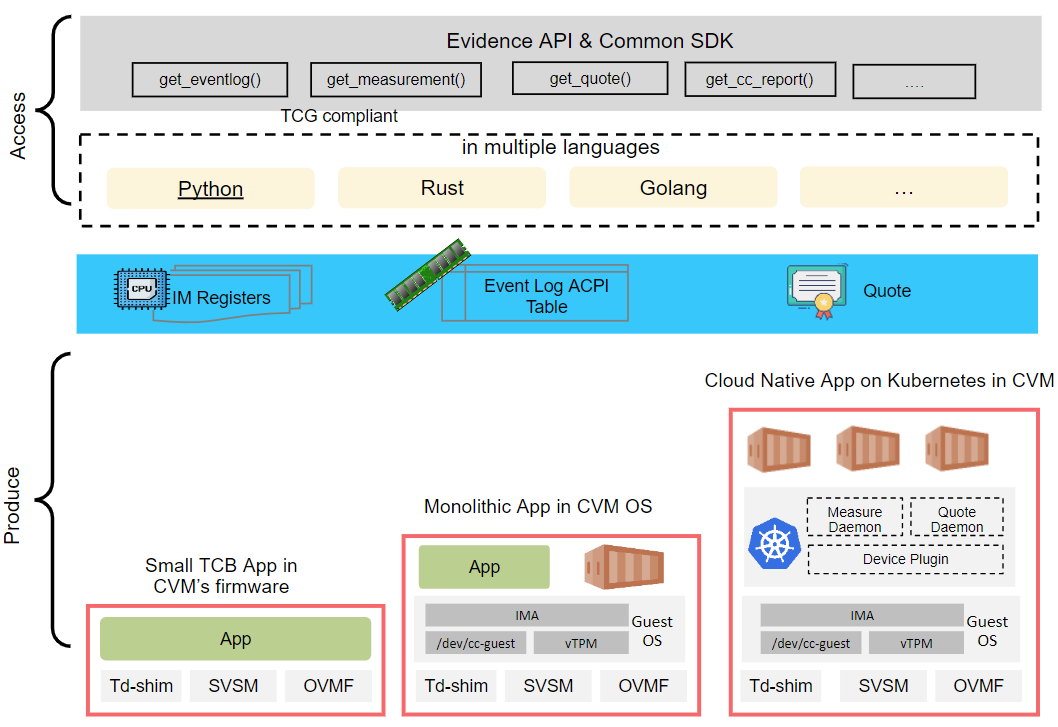 Access
Evidence API & Common SDK
get_eventlog()
get_measurement()
get_quote()
get_cc_report()
....
TCG compliant
in multiple languages
Python
Rust
Golang
...
CPU
IM Registers
Event Log ACPI
Table
Quote
Produce
Small TCB App in
CVM's firmware
App
Td-shim
SVSM
OVMF
Monolithic App in CVM OS
App
IMA
/dev/cc-guest
vTPM
Guest
OS
Td-shim
SVSM
OVMF
Cloud Native App on Kubernetes in CVM
Measure
Daemon
Quote
Daemon
Device Plugin
IMA
/dev/cc-guest
vTPM
Guest
OS
Td-shim
SVSM
OVMF